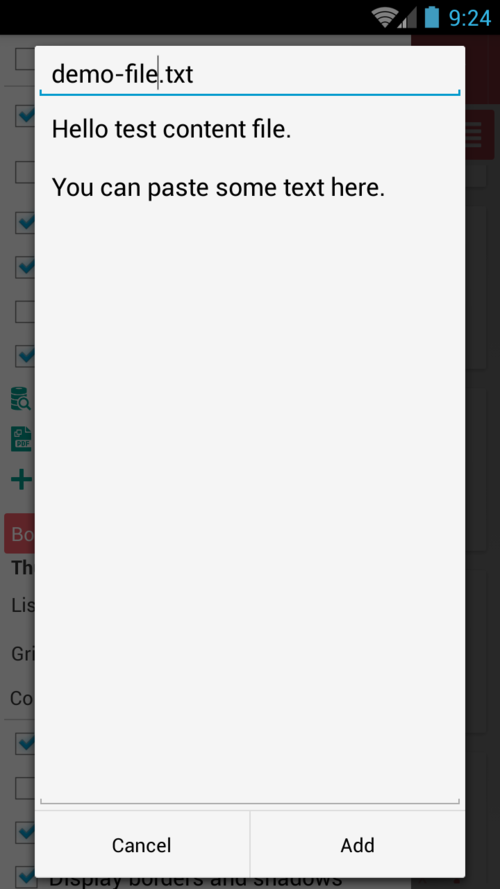 9:24
demo-file.txt
Hello test content file.
You can paste some text here.
PDF
Bo
Th
Lis
Gri
Co
Cancel
Add
Display borders and shadows